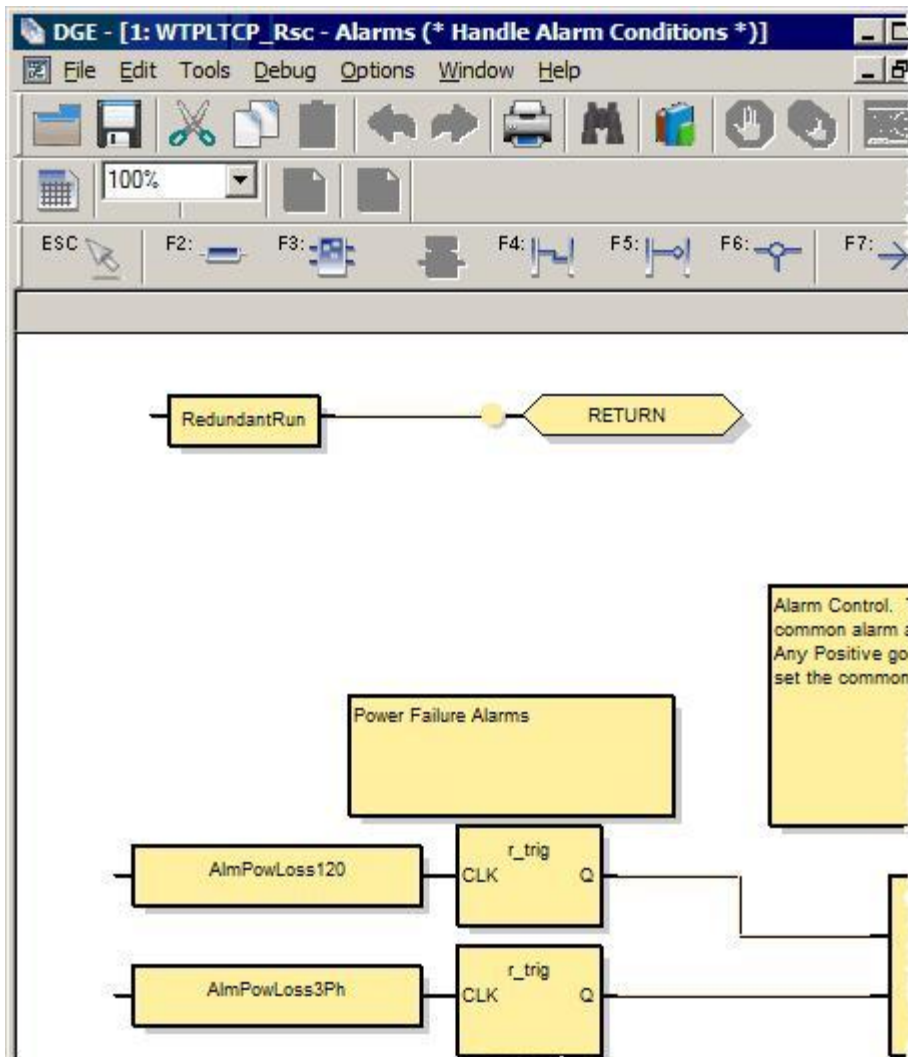 DGE - [1: WTPLTCP_Rsc - Alarms (* Handle Alarm Conditions *)]
File Edit Tools Debug Options Window Help
100%
ESC F2: F3: F4: F5: F6: F7:
RedundantRun RETURN
Alarm Control.
common alarm
Any Positive
set the common
Power Failure Alarms
r_trig
AlmPowLoss120 CLK Q
r_trig
AlmPowLoss3Ph CLK Q